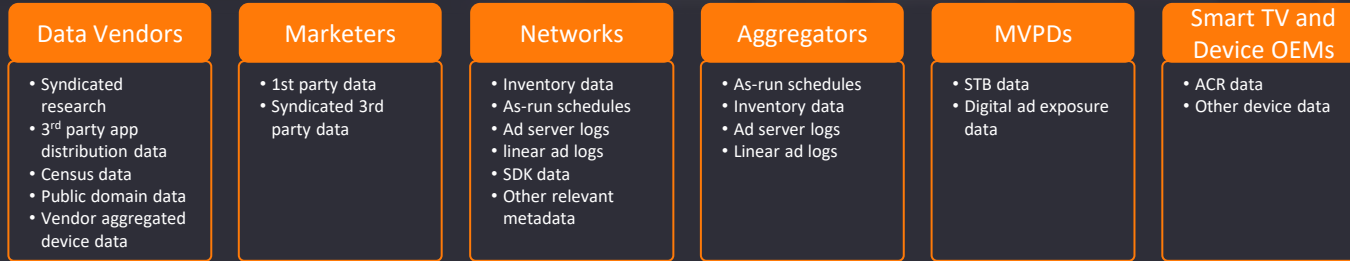 Data Vendors
• Syndicated
research
• 3rd party app
distribution data
• Census data
• Public domain data
• Vendor aggregated
device data
Marketers
• 1st party data
• Syndicated 3rd
party data
Networks
• Inventory data
• As-run schedules
• Ad server logs
• linear ad logs
• SDK data
• Other relevant
metadata
Aggregators
• As-run schedules
• Inventory data
• Ad server logs
• Linear ad logs
MVPDs
• STB data
• Digital ad exposure
data
Smart TV and
Device OEMs
• ACR data
• Other device data